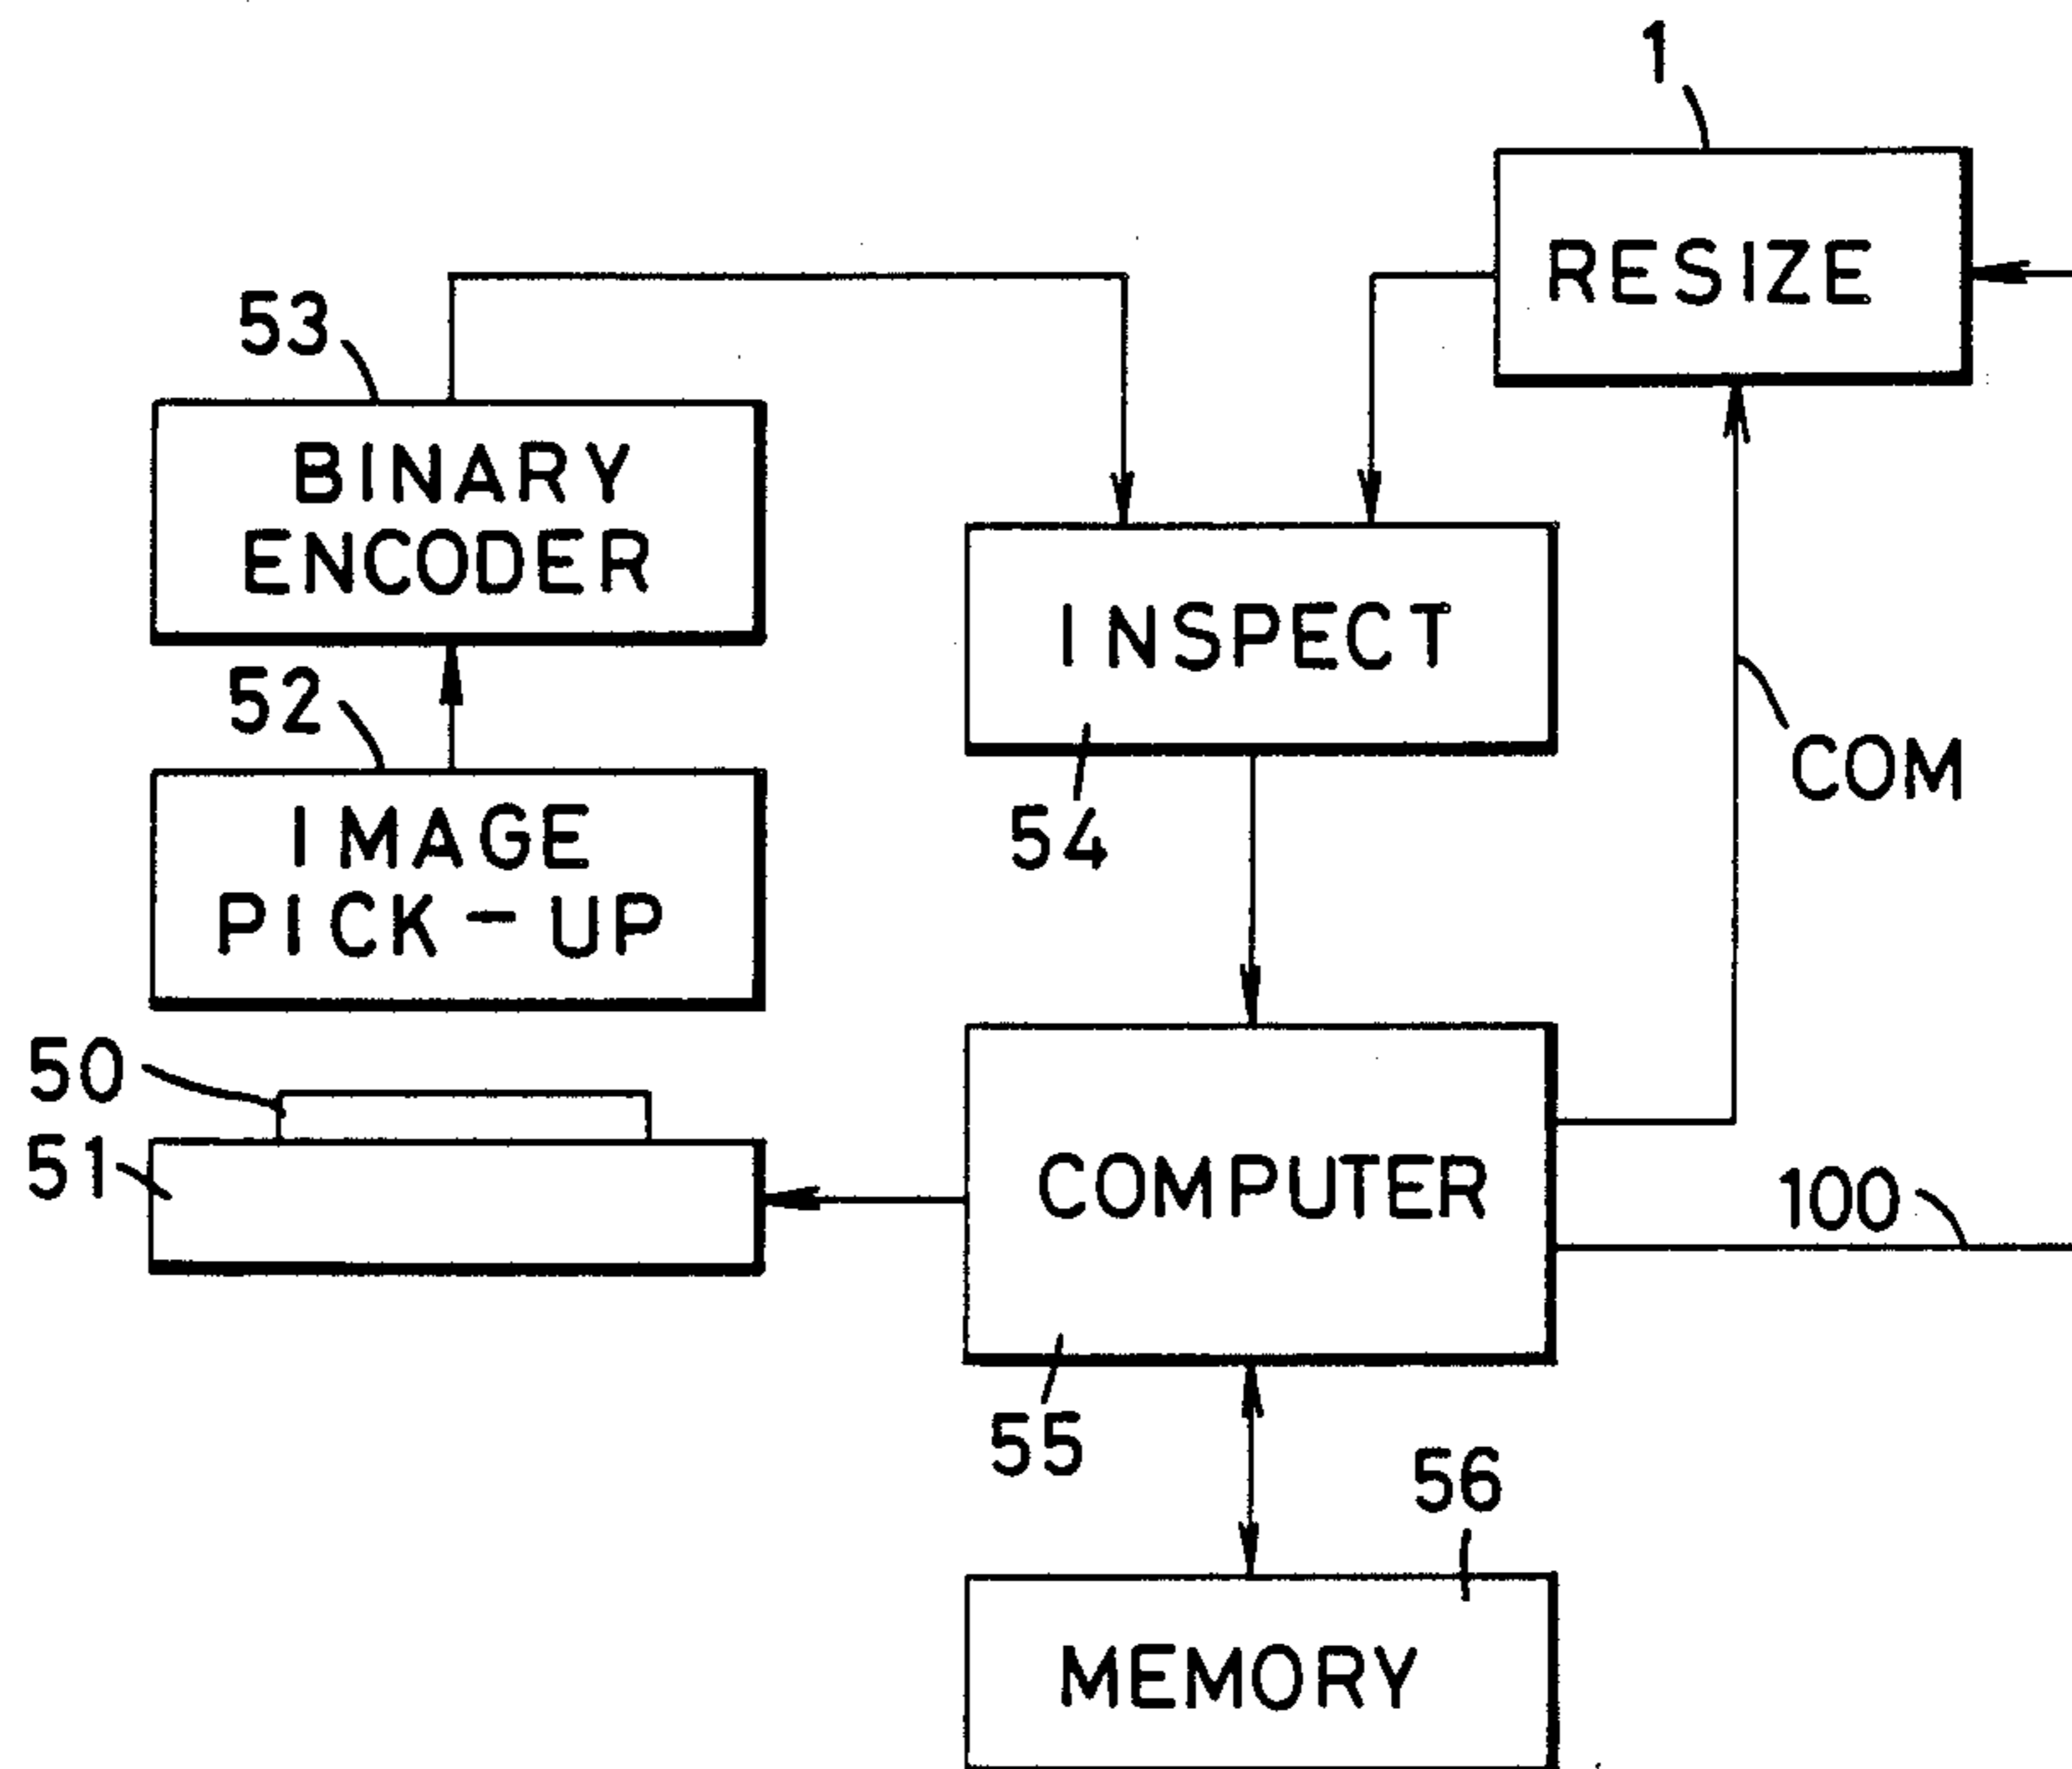 1
RESIZE
53
BINARY
ENCODER
INSPECT
52
COM
IMAGE
PICK-UP
54
50
51
COMPUTER
100
55
56
MEMORY